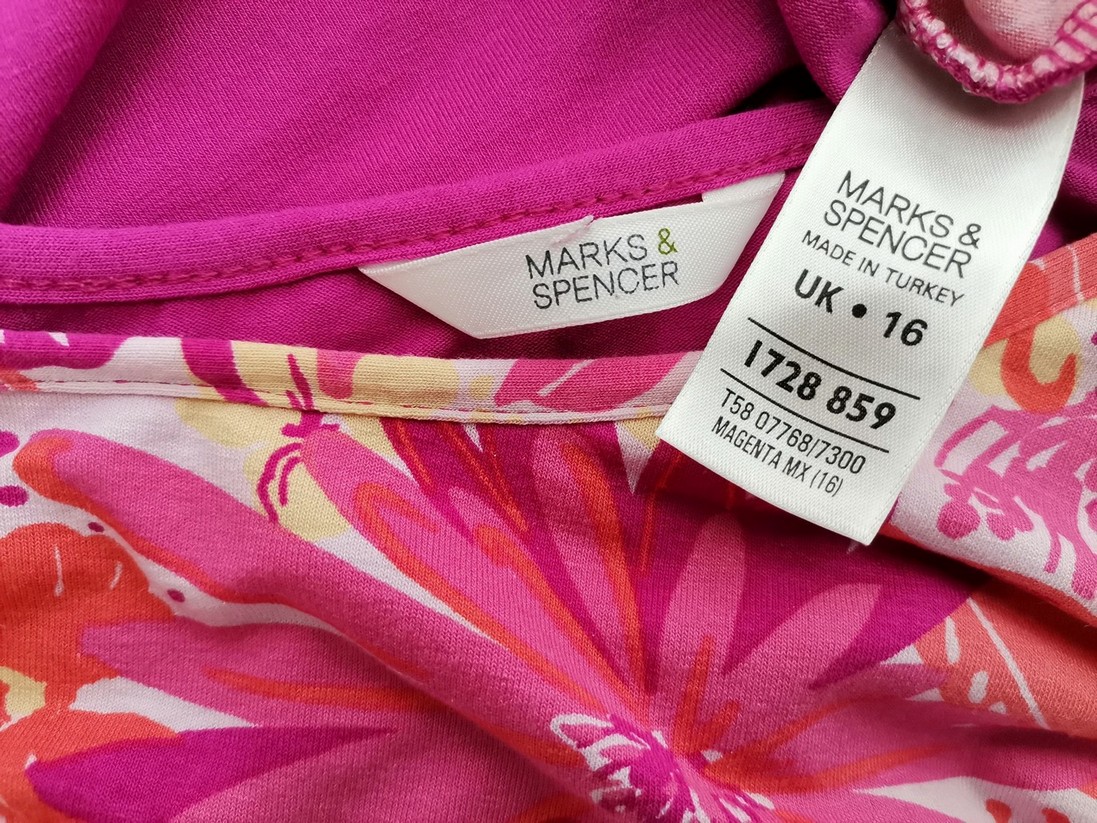 MARKS &
SPENCER
MARKS &
SPENCER
MADE IN TURKEY
UK • 16
1728 859
T58 07768/7300
MAGENTA MX (16)